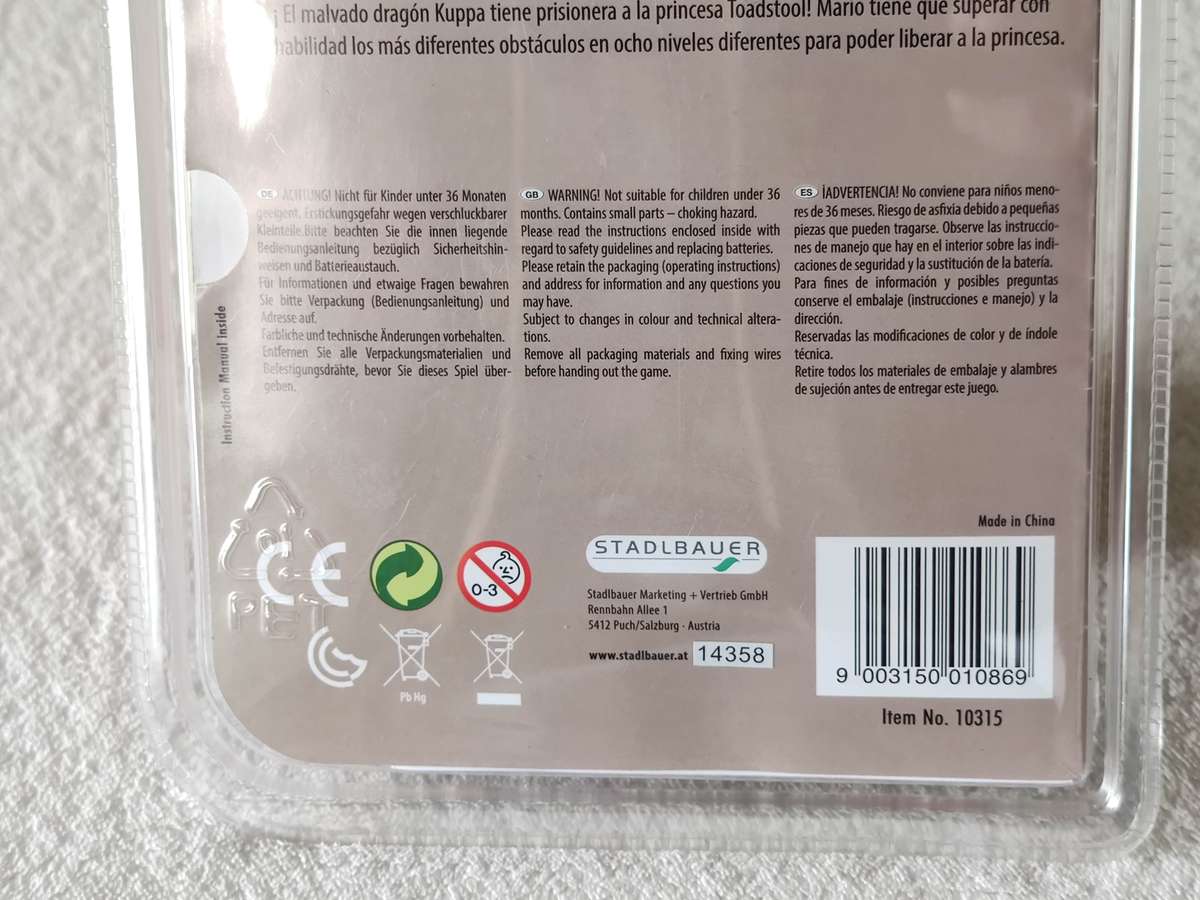 ¡ El malvado dragón Kuppa tiene prisionera a la princesa Toadstool! Mario tiene que superar con
habilidad los más diferentes obstáculos en ocho niveles diferentes para poder liberar a la princesa.
DE ACHTUNG! Nicht für Kinder unter 36 Monaten
geeigent. Erstickungsgefahr wegen verschluckbarer
Kleinteile.Bitte beachten Sie die innen liegende
Bedienungsanleitung bezüglich Sicherheitshin-
weisen und Batterieaustauch.
Für Informationen und etwaige Fragen bewahren
Sie bitte Verpackung (Bedienungsanleitung) und
Adresse auf.
Farbliche und technische Änderungen vorbehalten.
Entfernen Sie alle Verpackungsmaterialien und
Befestigungsdrähte, bevor Sie dieses Spiel über-
geben.
GB WARNING! Not suitable for children under 36
months. Contains small parts – choking hazard.
Please read the instructions enclosed inside with
regard to safety guidelines and replacing batteries.
Please retain the packaging (operating instructions)
and address for information and any questions you
may have.
Subject to changes in colour and technical altera-
tions.
Remove all packaging materials and fixing wires
before handing out the game.
ES ¡ADVERTENCIA! No conviene para niños meno-
res de 36 meses. Riesgo de asfixia debido a pequeñas
piezas que pueden tragarse. Observe las instruccio-
nes de manejo que hay en el interior sobre las indi-
caciones de seguridad y la sustitución de la batería.
Para fines de información y posibles preguntas
conserve el embalaje (instrucciones e manejo) y la
dirección.
Reservadas las modificaciones de color y de índole
técnica.
Retire todos los materiales de embalaje y alambres
de sujeción antes de entregar este juego.
Instruction Manual inside
01
PET
CE
0-3
Pb Hg
STADLBAUER
Stadlbauer Marketing + Vertrieb GmbH
Rennbahn Allee 1
5412 Puch/Salzburg · Austria
www.stadlbauer.at 14358
Made in China
9 003150 010869
Item No. 10315